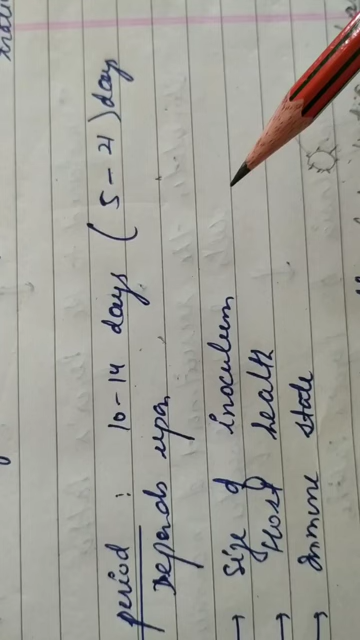 period : 10-14 days ( 5 - 21 ) day
Depends upon
→ Size of inoculum
→ Host health
→ Immune state